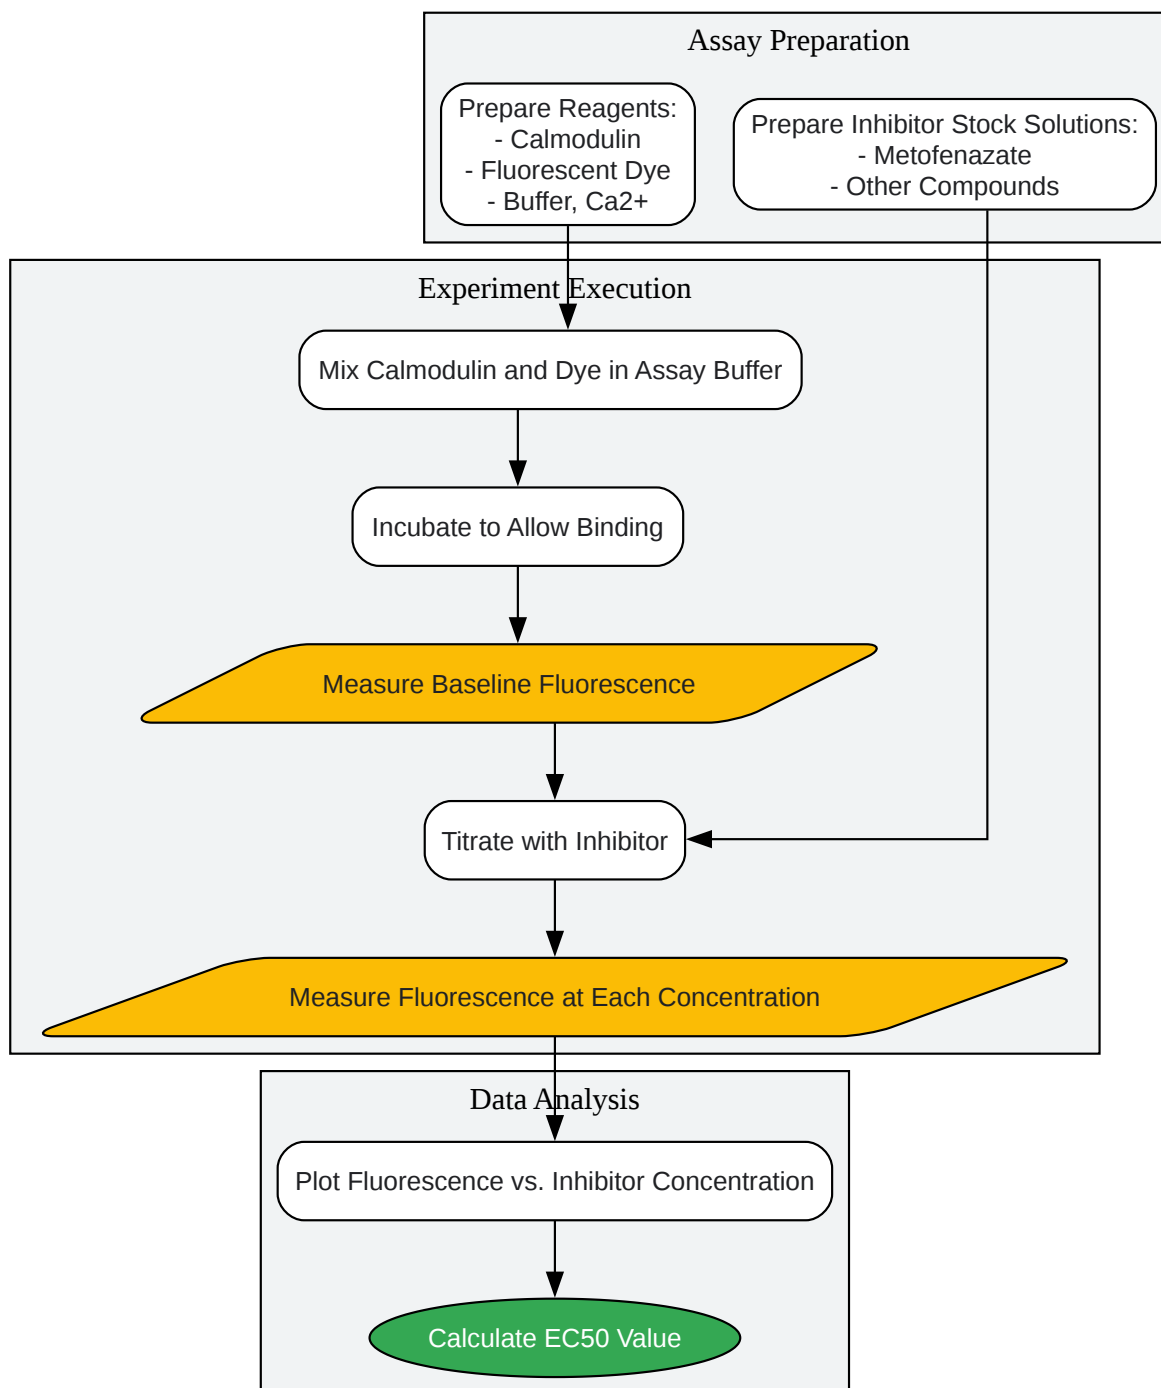 Assay Preparation
Prepare Reagents:
- Calmodulin
- Fluorescent Dye
- Buffer, Ca2+
Prepare Inhibitor Stock Solutions:
- Metofenazate
- Other Compounds
Experiment Execution
Mix Calmodulin and Dye in Assay Buffer
Incubate to Allow Binding
Measure Baseline Fluorescence
Titrate with Inhibitor
Measure Fluorescence at Each Concentration
Data Analysis
Plot Fluorescence vs. Inhibitor Concentration
Calculate EC50 Value